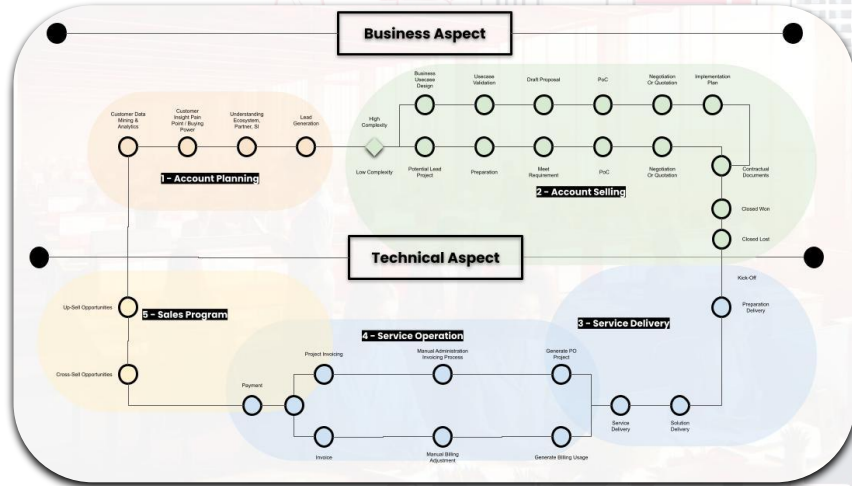 Business Aspect
Business
Usecase
Design
Usecase
Validation
Draft Proposal
PoC
Negotiation
Or Quotation
Implementation
Plan
Customer Data
Mining &
Analytics
Customer
Insight Pain
Point / Buying
Power
Understanding
Ecosystem,
Partner, SI
Lead
Generation
High
Complexity
Low Complexity
Potential Lead
Project
Preparation
Meet
Requirement
PoC
Negotiation
Or Quotation
Contractual
Documents
1 - Account Planning
2 - Account Selling
Closed Won
Closed Lost
Technical Aspect
Kick-Off
Up-Sell Opportunities
5 - Sales Program
Preparation
Delivery
4 - Service Operation
3 - Service Delivery
Project Invoicing
Manual Administration
Invoicing Process
Generate PO
Project
Cross-Sell Opportunities
Payment
Service
Delivery
Solution
Delivery
Invoice
Manual Billing
Adjustment
Generate Billing Usage